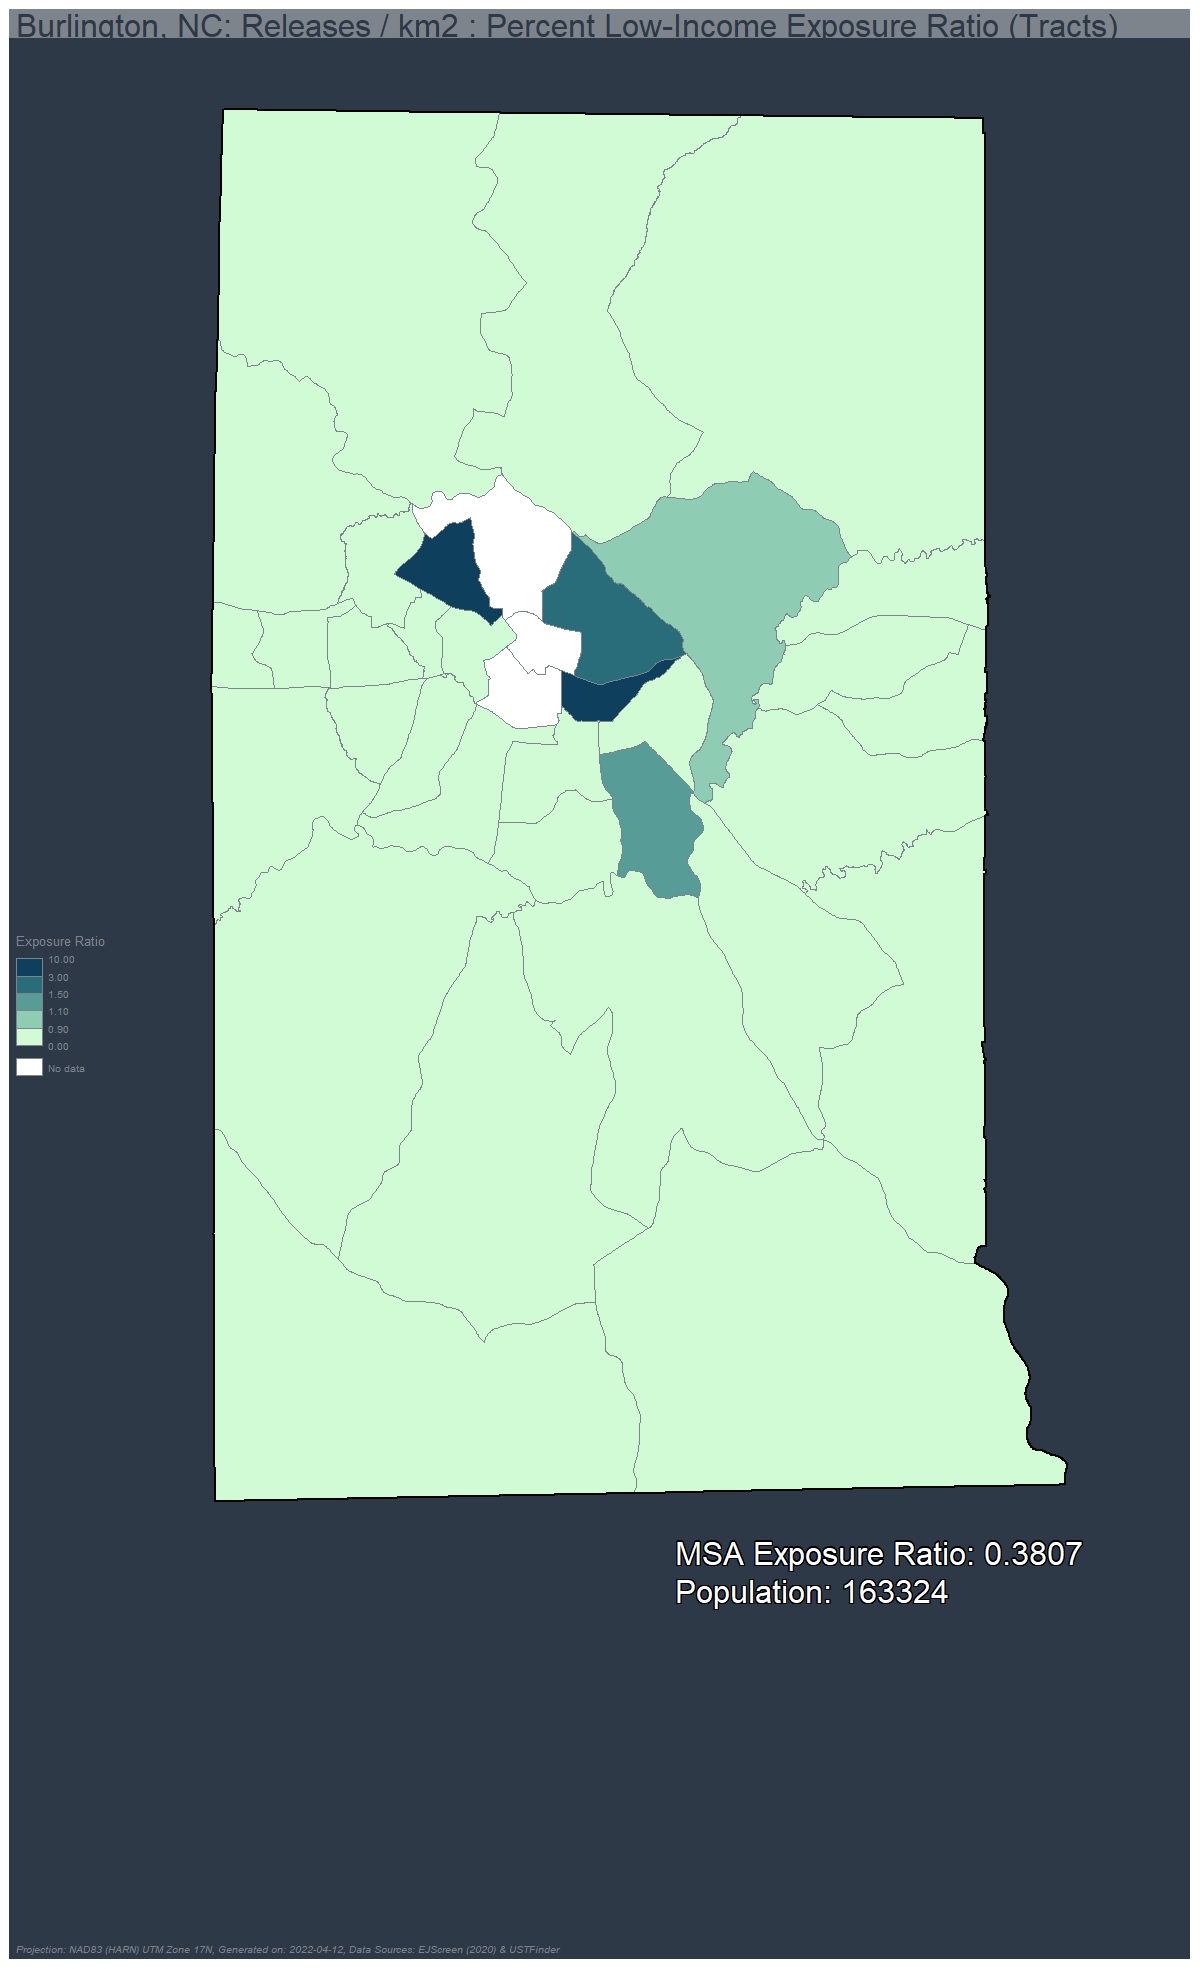 Burlington, NC: Releases / km2 : Percent Low-Income Exposure Ratio (Tracts)
Exposure Ratio
10.00
3.00
1.50
1.10
0.90
0.00
No data
MSA Exposure Ratio: 0.3807
Population: 163324
Projection: NAD83 (HARN) UTM Zone 17N, Generated on: 2022-04-12, Data Sources: EJScreen (2020) & USTFinder